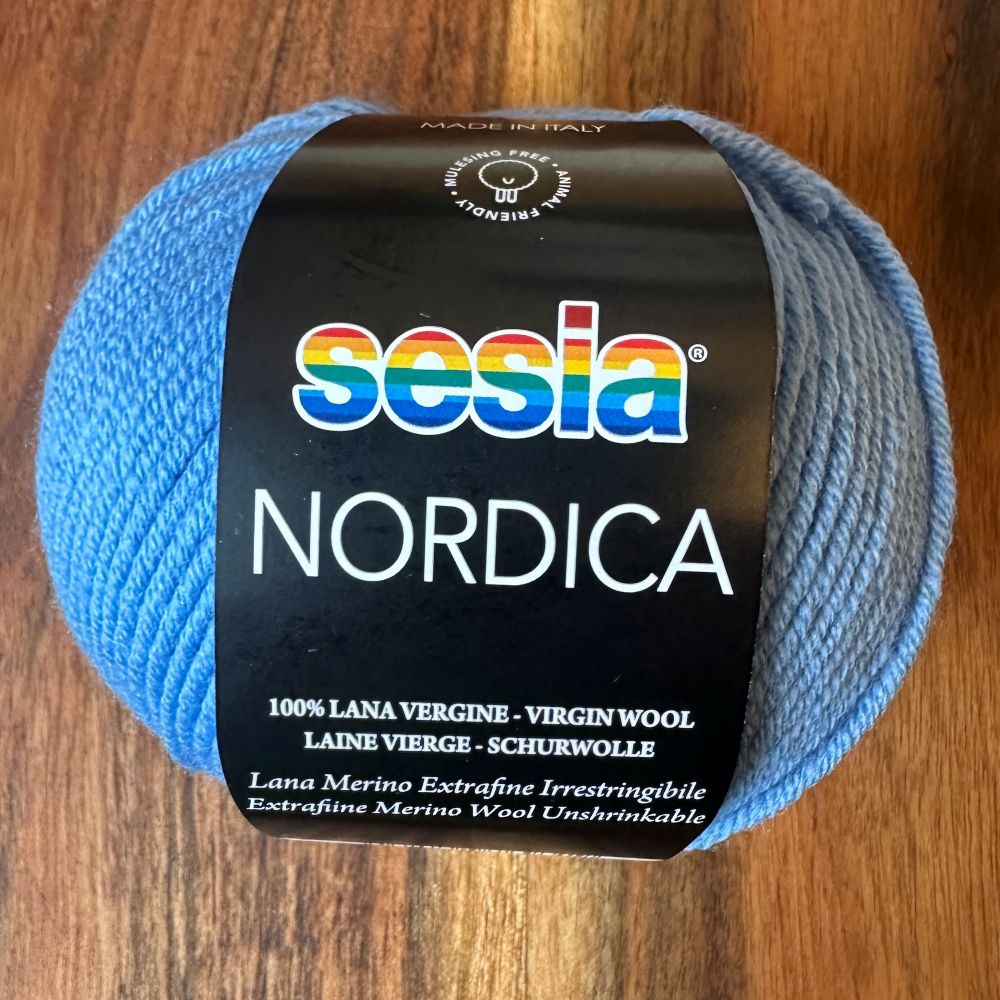 MADE IN ITALY
MULESING FREE • ANIMAL FRIENDLY •
sesia®
NORDICA
100% LANA VERGINE - VIRGIN WOOL
LAINE VIERGE - SCHURWOLLE
Lana Merino Extrafine Irrestringibile
Extrafiine Merino Wool Unshrinkable